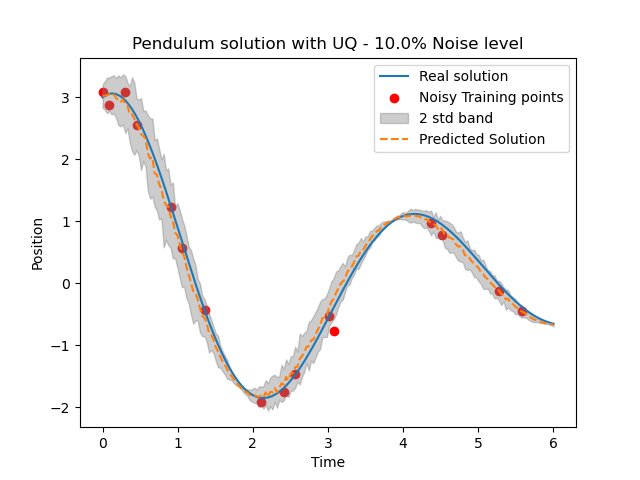 Pendulum solution with UQ - 10.0% Noise level
Real solution
Noisy Training points
2 std band
Predicted Solution
Position
3
2
1
0
−1
−2
0 1 2 3 4 5 6
Time